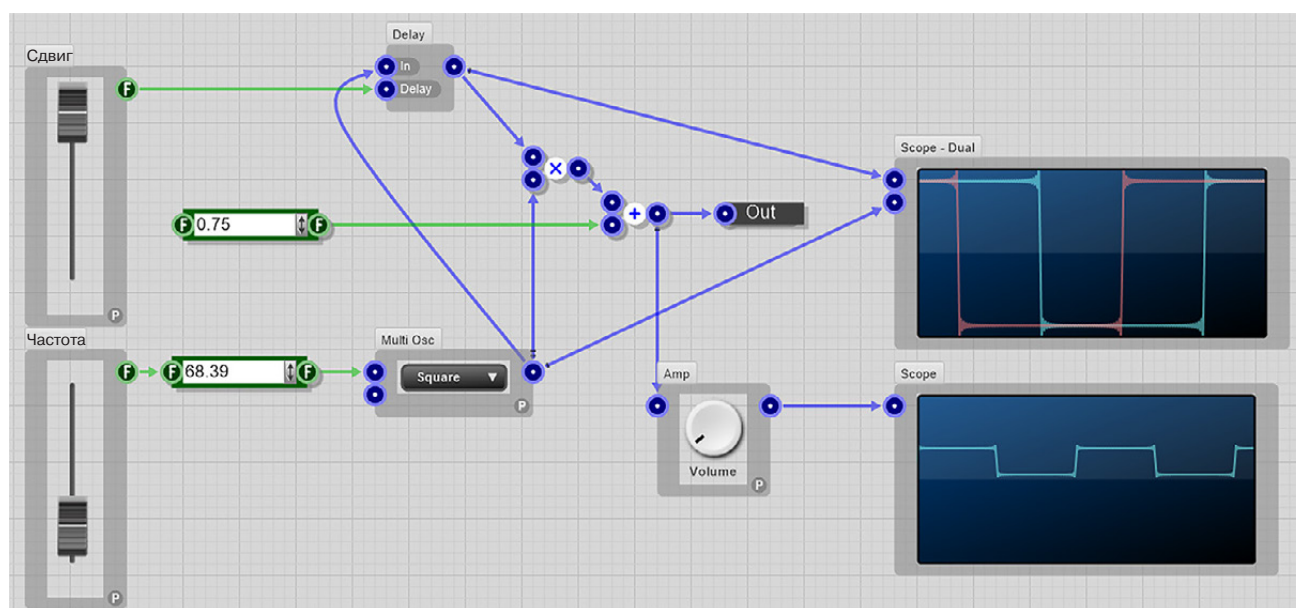 Delay
Сдвиг
In
F
Delay
Scope - Dual
F
0.75
F
Out
P
Частота
Multi Osc
F
F
68.39
F
Square
Amp
Scope
P
Volume
P
P